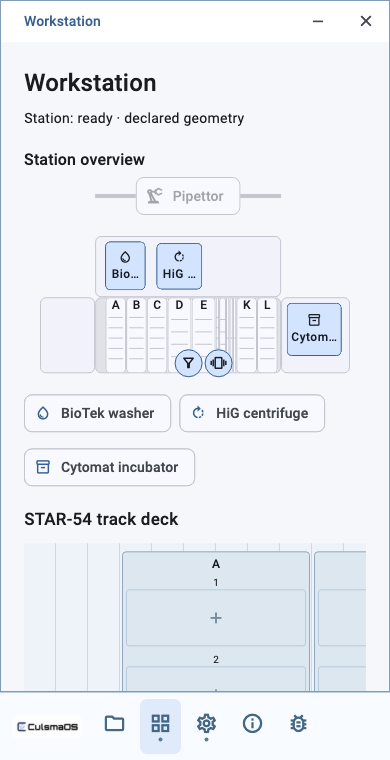 Workstation
Workstation
Station: ready · declared geometry
Station overview
Pipettor
Bio... HiG ...
A B C D E K L
Cytom...
BioTek washer HiG centrifuge
Cytomat incubator
STAR-54 track deck
A
1
2
CulsmaOS